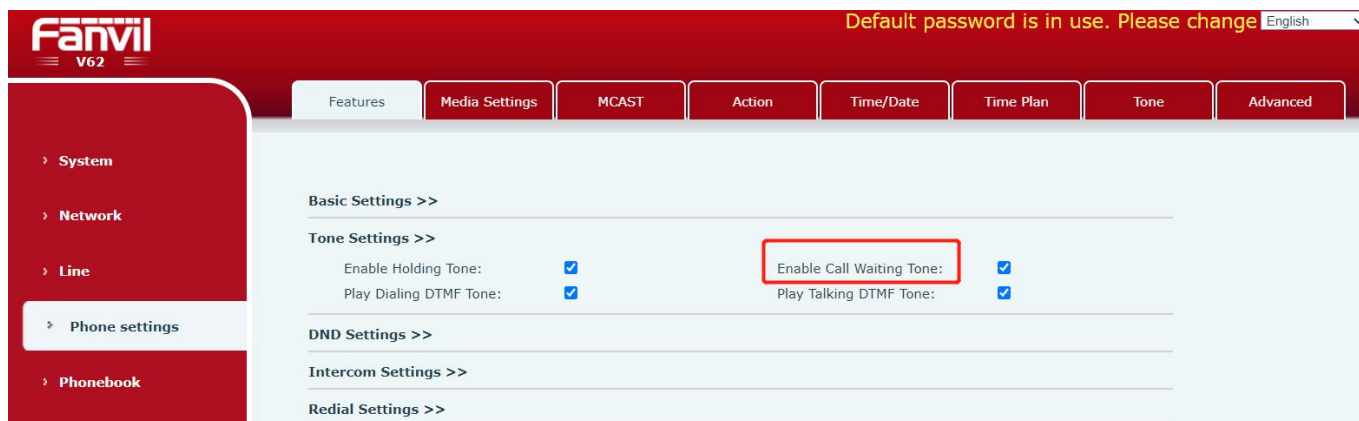 Default password is in use. Please change English
Fanvil
V62
Features Media Settings MCAST Action Time/Date Time Plan Tone Advanced
› System
› Network
› Line
› Phone settings
› Phonebook
Basic Settings >>
Tone Settings >>
Enable Holding Tone: Enable Call Waiting Tone:
Play Dialing DTMF Tone: Play Talking DTMF Tone:
DND Settings >>
Intercom Settings >>
Redial Settings >>